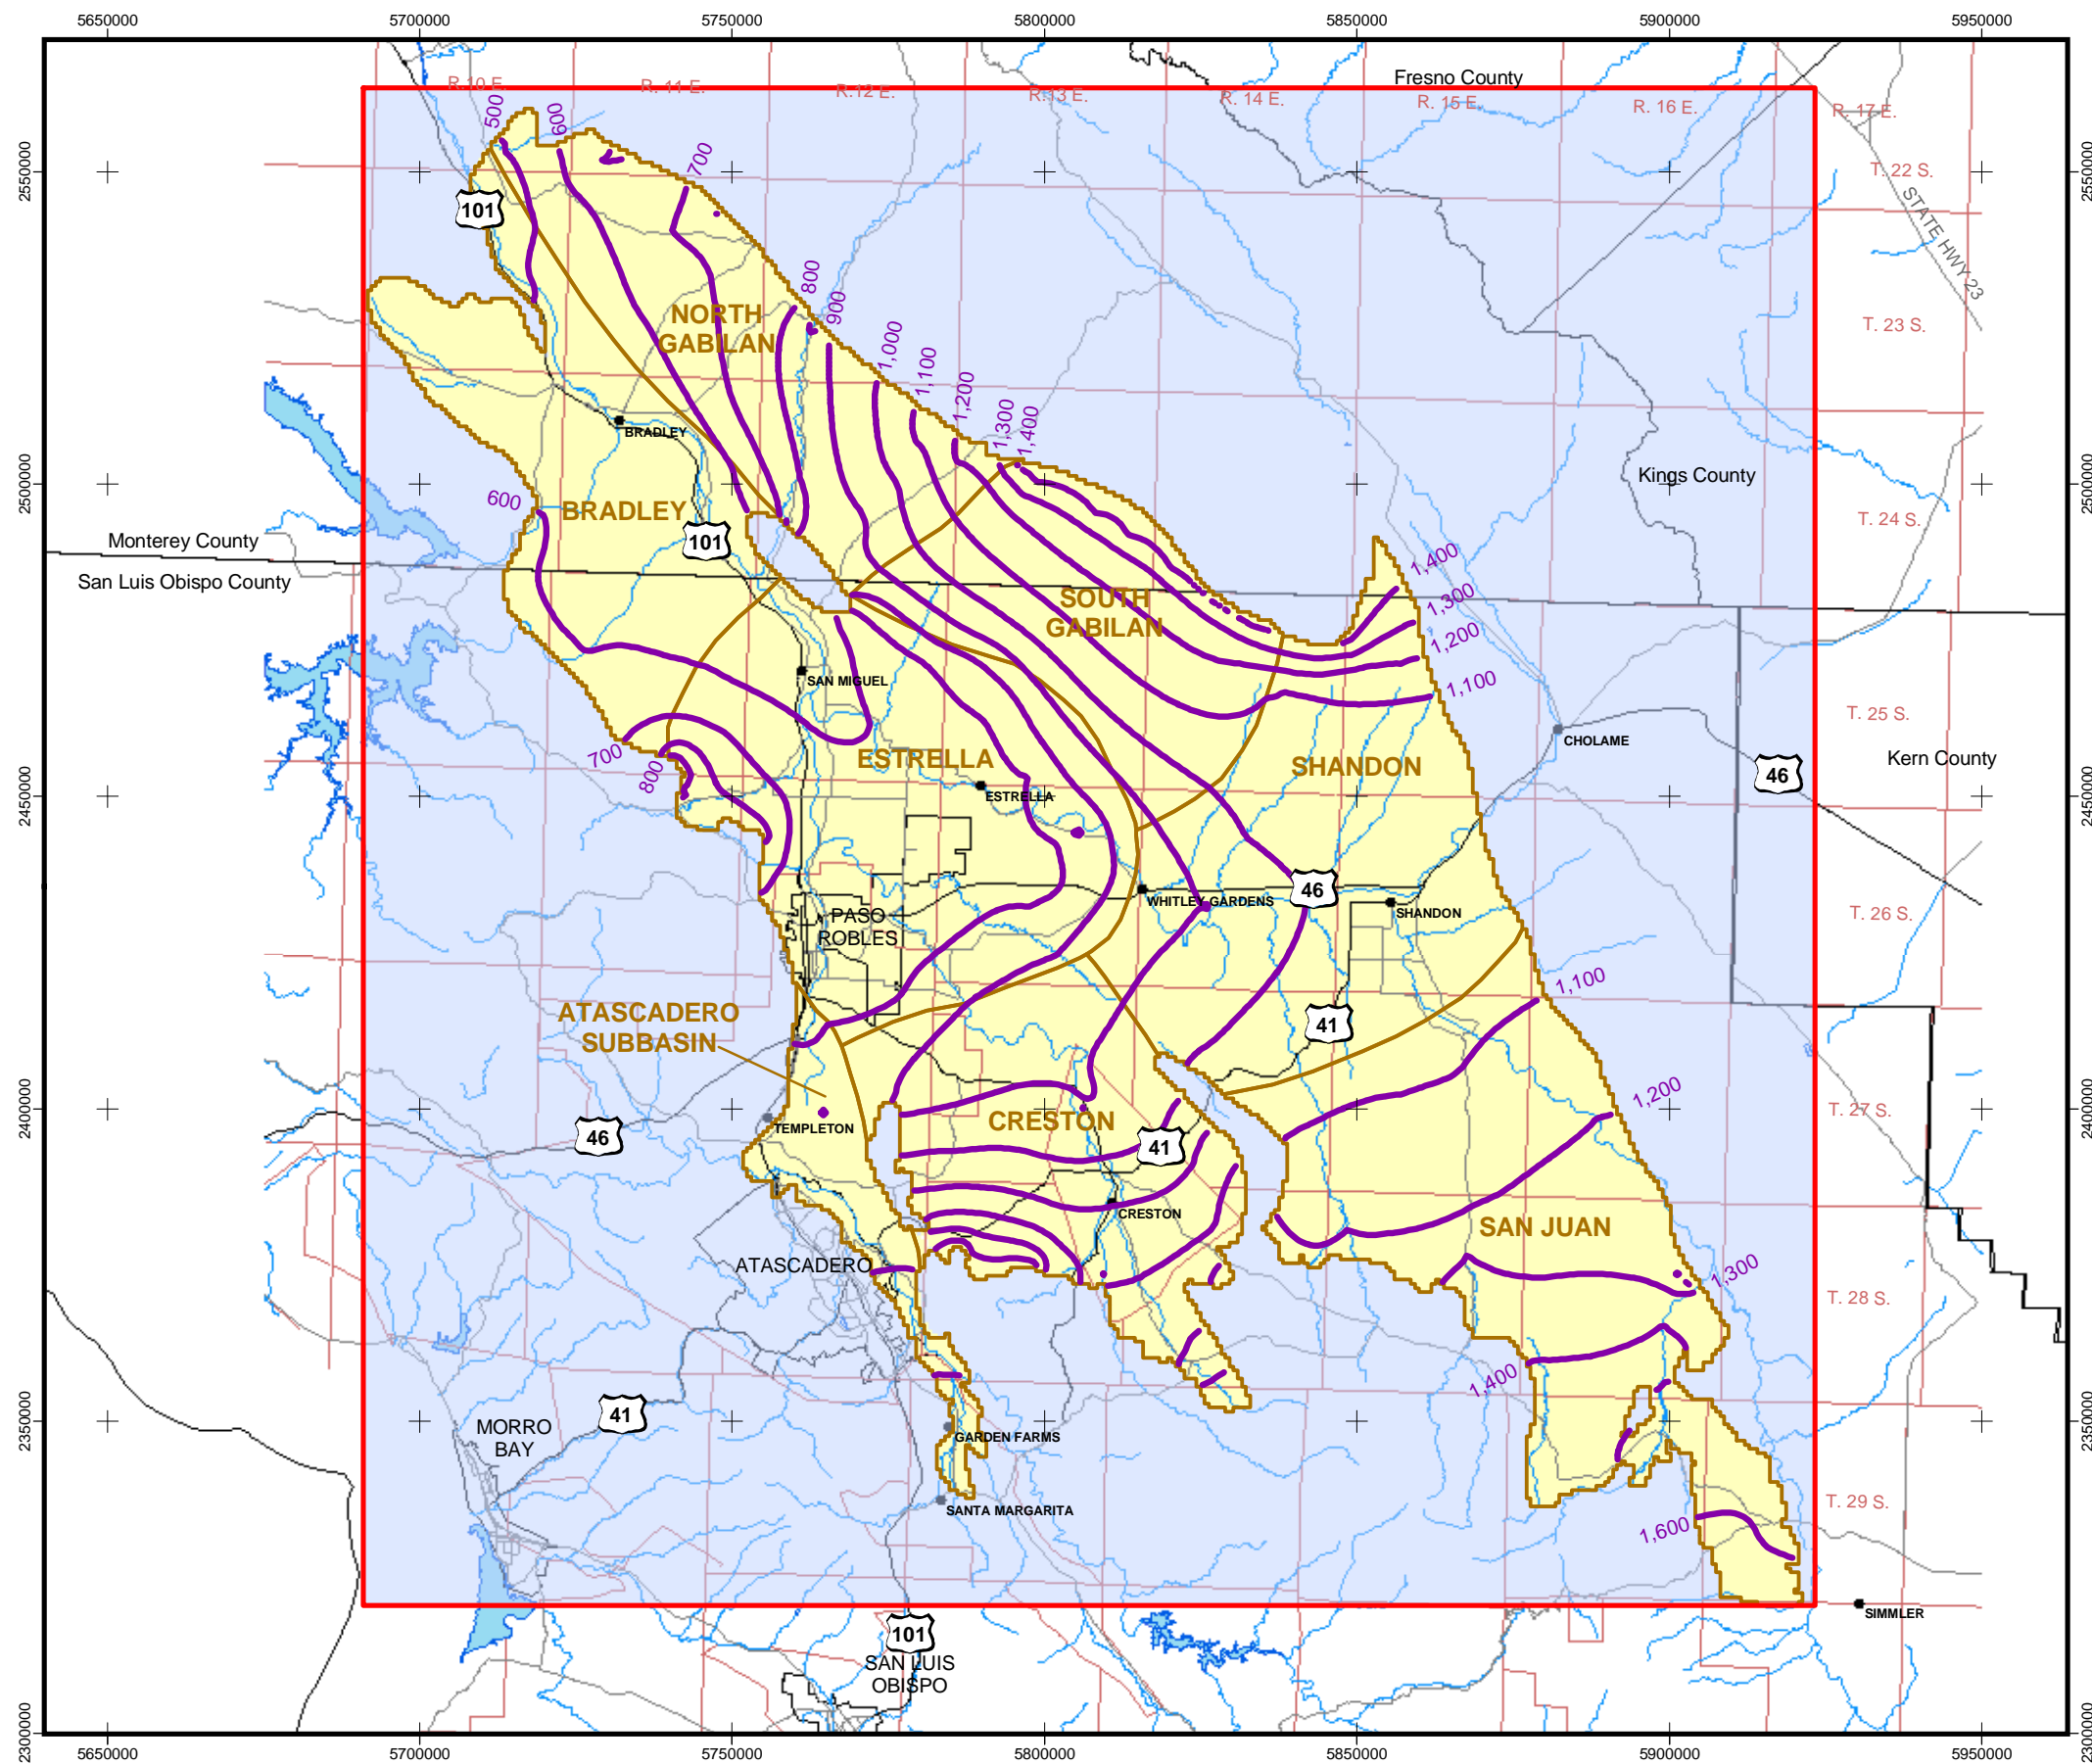 5650000 5700000 5750000 5800000 5850000 5900000 5950000
Fresno County
R. 10 E. R. 11 E. R.12 E. R.13 E. R. 14 E. R. 15 E. R. 16 E. R. 17 E.
500 600 700
2550000 2550000
T. 22 S.
STATE HWY 23
101
800 900
NORTH
GABILAN
T. 23 S.
1,000 1,100 1,200 1,300 1,400
BRADLEY
Kings County
2500000 2500000
600
BRADLEY
T. 24 S.
101
Monterey County
San Luis Obispo County
1,400
1,300
SOUTH
GABILAN
1,200
SAN MIGUEL
1,100
T. 25 S.
CHOLAME
700
800
ESTRELLA
SHANDON
Kern County
46
ESTRELLA
2450000 2450000
46
WHITLEY GARDENS
SHANDON
T. 26 S.
PASO
ROBLES
1,100
ATASCADERO
SUBBASIN
41
1,200
2400000 2400000
T. 27 S.
TEMPLETON
CRESTON
46
41
CRESTON
SAN JUAN
ATASCADERO
1,300
T. 28 S.
1,400
41
2350000 2350000
MORRO
BAY
GARDEN FARMS
SANTA MARGARITA
T. 29 S.
1,600
SIMMLER
101
SAN LUIS
OBISPO
2300000 2300000
5650000 5700000 5750000 5800000 5850000 5900000 5950000